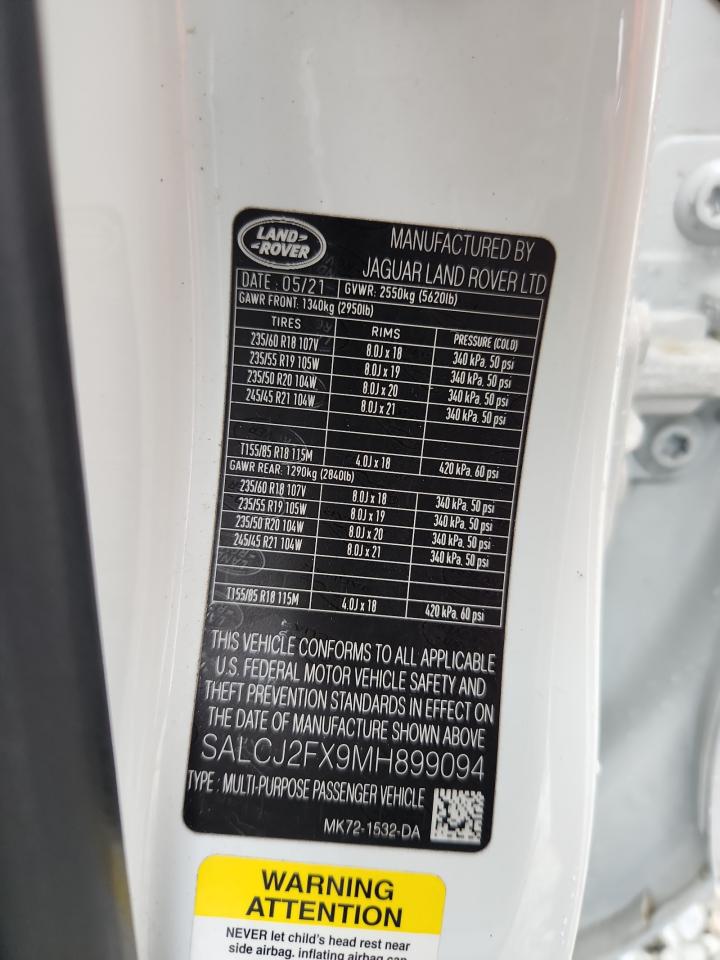 LAND ROVER
MANUFACTURED BY
JAGUAR LAND ROVER LTD
DATE : 05/21 GVWR: 2550kg (5620lb)
GAWR FRONT: 1340kg (2950lb)
TIRES RIMS PRESSURE (COLD)
235/60 R18 107V 8.0J x 18 340 kPa, 50 psi
235/55 R19 105W 8.0J x 19 340 kPa, 50 psi
235/50 R20 104W 8.0J x 20 340 kPa, 50 psi
245/45 R21 104W 8.0J x 21 340 kPa, 50 psi
T155/85 R18 115M 4.0J x 18 420 kPa, 60 psi
GAWR REAR: 1290kg (2840lb)
235/60 R18 107V 8.0J x 18 340 kPa, 50 psi
235/55 R19 105W 8.0J x 19 340 kPa, 50 psi
235/50 R20 104W 8.0J x 20 340 kPa, 50 psi
245/45 R21 104W 8.0J x 21 340 kPa, 50 psi
T155/85 R18 115M 4.0J x 18 420 kPa, 60 psi
THIS VEHICLE CONFORMS TO ALL APPLICABLE
U.S. FEDERAL MOTOR VEHICLE SAFETY AND
THEFT PREVENTION STANDARDS IN EFFECT ON
THE DATE OF MANUFACTURE SHOWN ABOVE
SALCJ2FX9MH899094
TYPE : MULTI-PURPOSE PASSENGER VEHICLE
MK72-1532-DA
WARNING
ATTENTION
NEVER let child's head rest near
side airbag, inflating airbag can